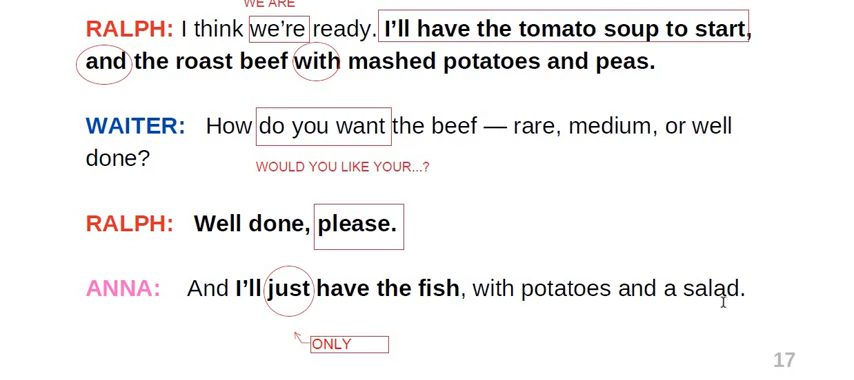 WE ARE
RALPH: I think we’re ready. I’ll have the tomato soup to start,
and the roast beef with mashed potatoes and peas.
WAITER: How do you want the beef — rare, medium, or well
done?
WOULD YOU LIKE YOUR...?
RALPH: Well done, please.
ANNA: And I’ll just have the fish, with potatoes and a salad.
ONLY
17